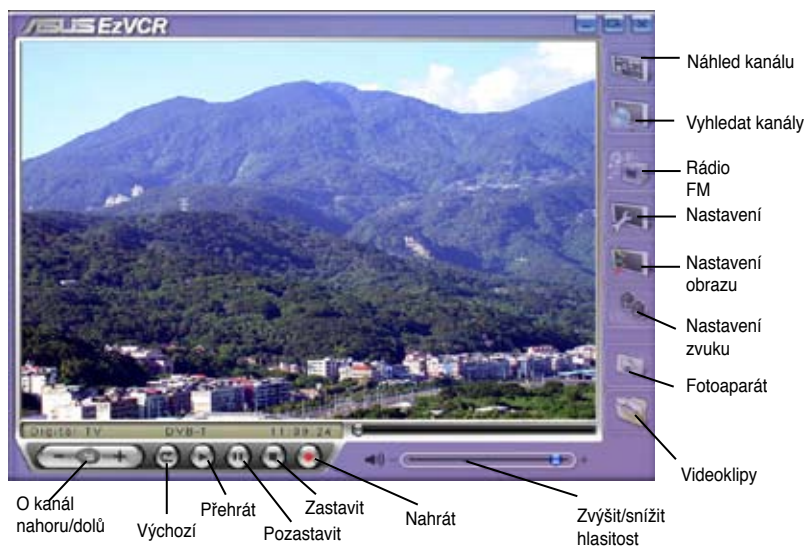 ASUS EzVCR
Náhled kanálu
Vyhledat kanály
Rádio
FM
Nastavení
Nastavení
obrazu
Nastavení
zvuku
Fotoaparát
Videoklipy
Digital TV DVB-T 11:09:24
O kanál
nahoru/dolů
Výchozí
Přehrát
Pozastavit
Zastavit
Nahrát
Zvýšit/snížit
hlasitost